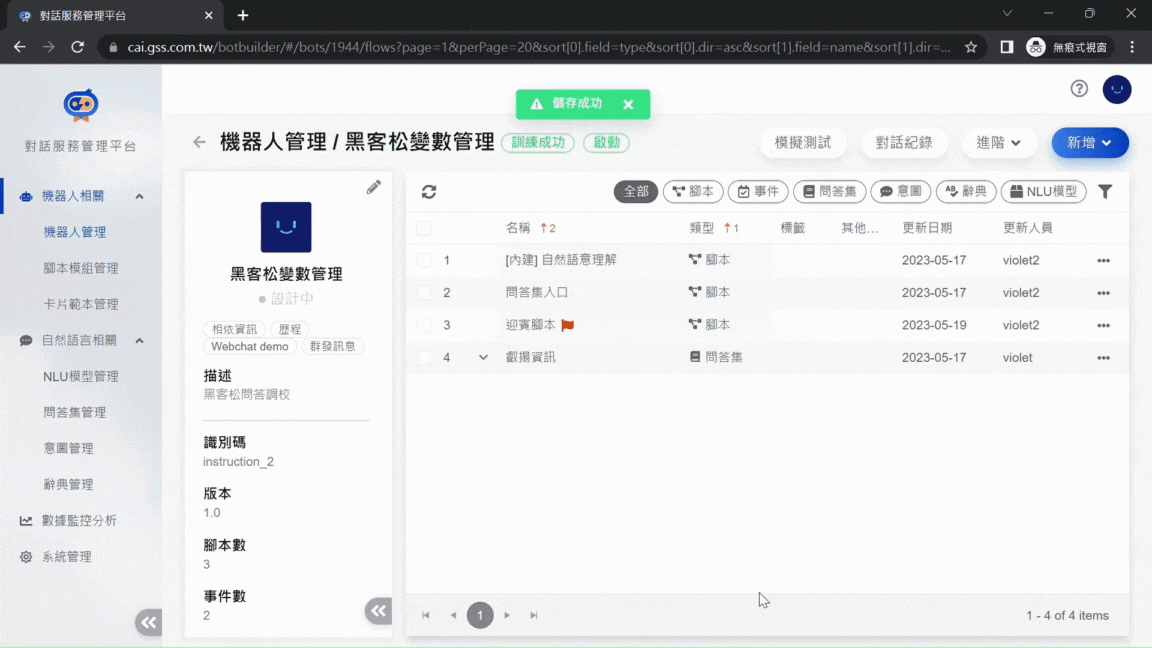 對話服務管理平台
cai.gss.com.tw/botbuilder/#/bots/1944/flows?page=1&perPage=20&sort[0].field=type&sort[0].dir=asc&sort[1].field=name&sort[1].dir=...
無痕式視窗
儲存成功
對話服務管理平台
機器人管理 / 黑客松變數管理 訓練成功 啟動
模擬測試 對話紀錄 進階 新增
機器人相關
機器人管理
腳本模組管理
卡片範本管理
自然語言相關
NLU模型管理
問答集管理
意圖管理
辭典管理
數據監控分析
系統管理
黑客松變數管理
設計中
相依資訊 歷程
Webchat demo 群發訊息
描述
黑客松問答調校
識別碼
instruction_2
版本
1.0
腳本數
3
事件數
2
全部 腳本 事件 問答集 意圖 辭典 NLU模型
名稱 2 類型 1 標籤 其他... 更新日期 更新人員
1 [內建] 自然語意理解 腳本 2023-05-17 violet2
2 問答集入口 腳本 2023-05-17 violet2
3 迎賓腳本 腳本 2023-05-19 violet2
4 叡揚資訊 問答集 2023-05-17 violet
1
1 - 4 of 4 items